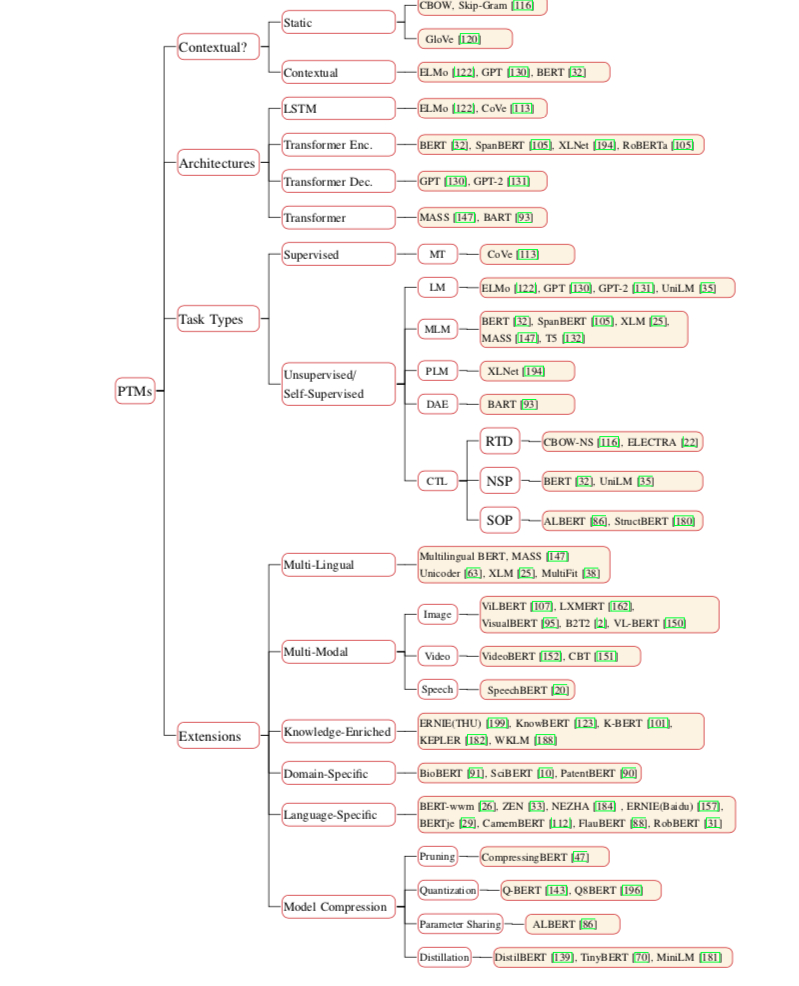 CBOW, Skip-Gram [116]
Static
GloVe [120]
Contextual?
Contextual
ELMo [122], GPT [130], BERT [32]
LSTM
ELMo [122], CoVe [113]
Transformer Enc.
BERT [32], SpanBERT [105], XLNet [194], RoBERTa [105]
Architectures
Transformer Dec.
GPT [130], GPT-2 [131]
Transformer
MASS [147], BART [93]
Supervised
MT
CoVe [113]
LM
ELMo [122], GPT [130], GPT-2 [131], UniLM [35]
Task Types
MLM
BERT [32], SpanBERT [105], XLM [25],
MASS [147], T5 [132]
Unsupervised/
Self-Supervised
PLM
XLNet [194]
PTMs
DAE
BART [93]
RTD
CBOW-NS [116], ELECTRA [22]
CTL
NSP
BERT [32], UniLM [35]
SOP
ALBERT [86], StructBERT [180]
Multi-Lingual
Multilingual BERT, MASS [147]
Unicoder [63], XLM [25], MultiFit [38]
Image
ViLBERT [107], LXMERT [162],
VisualBERT [95], B2T2 [2], VL-BERT [150]
Multi-Modal
Video
VideoBERT [152], CBT [151]
Speech
SpeechBERT [20]
Extensions
Knowledge-Enriched
ERNIE(THU) [199], KnowBERT [123], K-BERT [101],
KEPLER [182], WKLM [188]
Domain-Specific
BioBERT [91], SciBERT [10], PatentBERT [90]
Language-Specific
BERT-wwm [26], ZEN [33], NEZHA [184] , ERNIE(Baidu) [157],
BERTje [29], CamemBERT [112], FlauBERT [88], RobBERT [31]
Pruning
CompressingBERT [47]
Quantization
Q-BERT [143], Q8BERT [196]
Model Compression
Parameter Sharing
ALBERT [86]
Distillation
DistilBERT [139], TinyBERT [70], MiniLM [181]